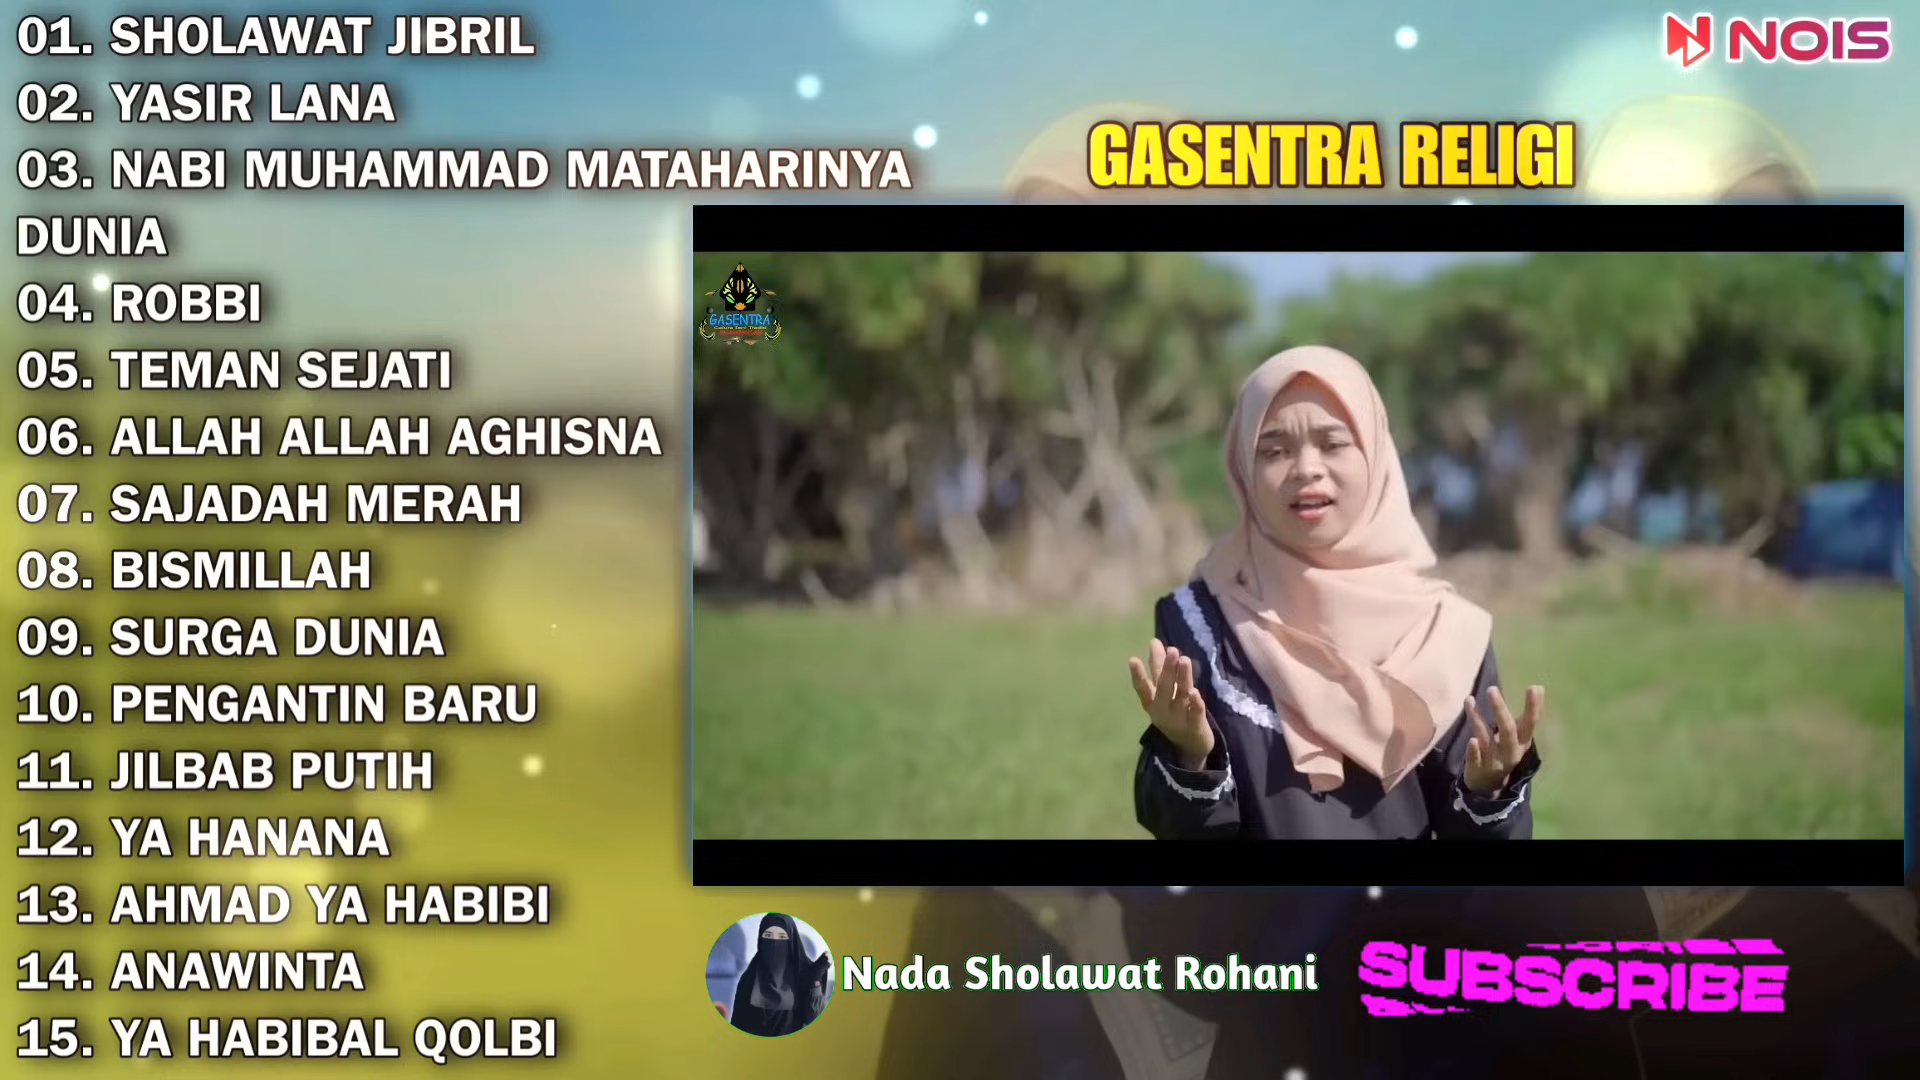 01. SHOLAWAT JIBRIL
02. YASIR LANA
03. NABI MUHAMMAD MATAHARINYA
DUNIA
04. ROBBI
05. TEMAN SEJATI
06. ALLAH ALLAH AGHISNA
07. SAJADAH MERAH
08. BISMILLAH
09. SURGA DUNIA
10. PENGANTIN BARU
11. JILBAB PUTIH
12. YA HANANA
13. AHMAD YA HABIBI
14. ANAWINTA
15. YA HABIBAL QOLBI
NOIS
GASENTRA RELIGI
GASENTRA
Nada Sholawat Rohani
SUBSCRIBE